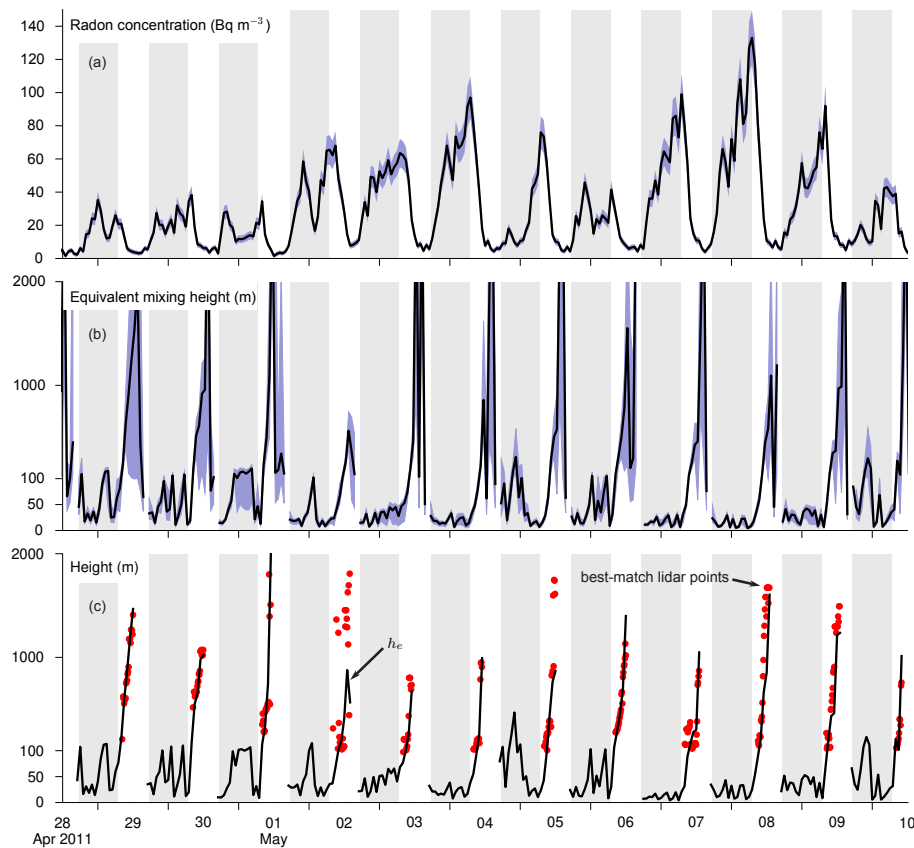 Radon concentration (Bq m−3)
(a)
140
120
100
80
60
40
20
0
Equivalent mixing height (m)
(b)
2000
1000
100
50
0
Height (m)
(c)
best-match lidar points
he
2000
1000
100
50
0
28 29 30 01 02 03 04 05 06 07 08 09 10
Apr 2011 May